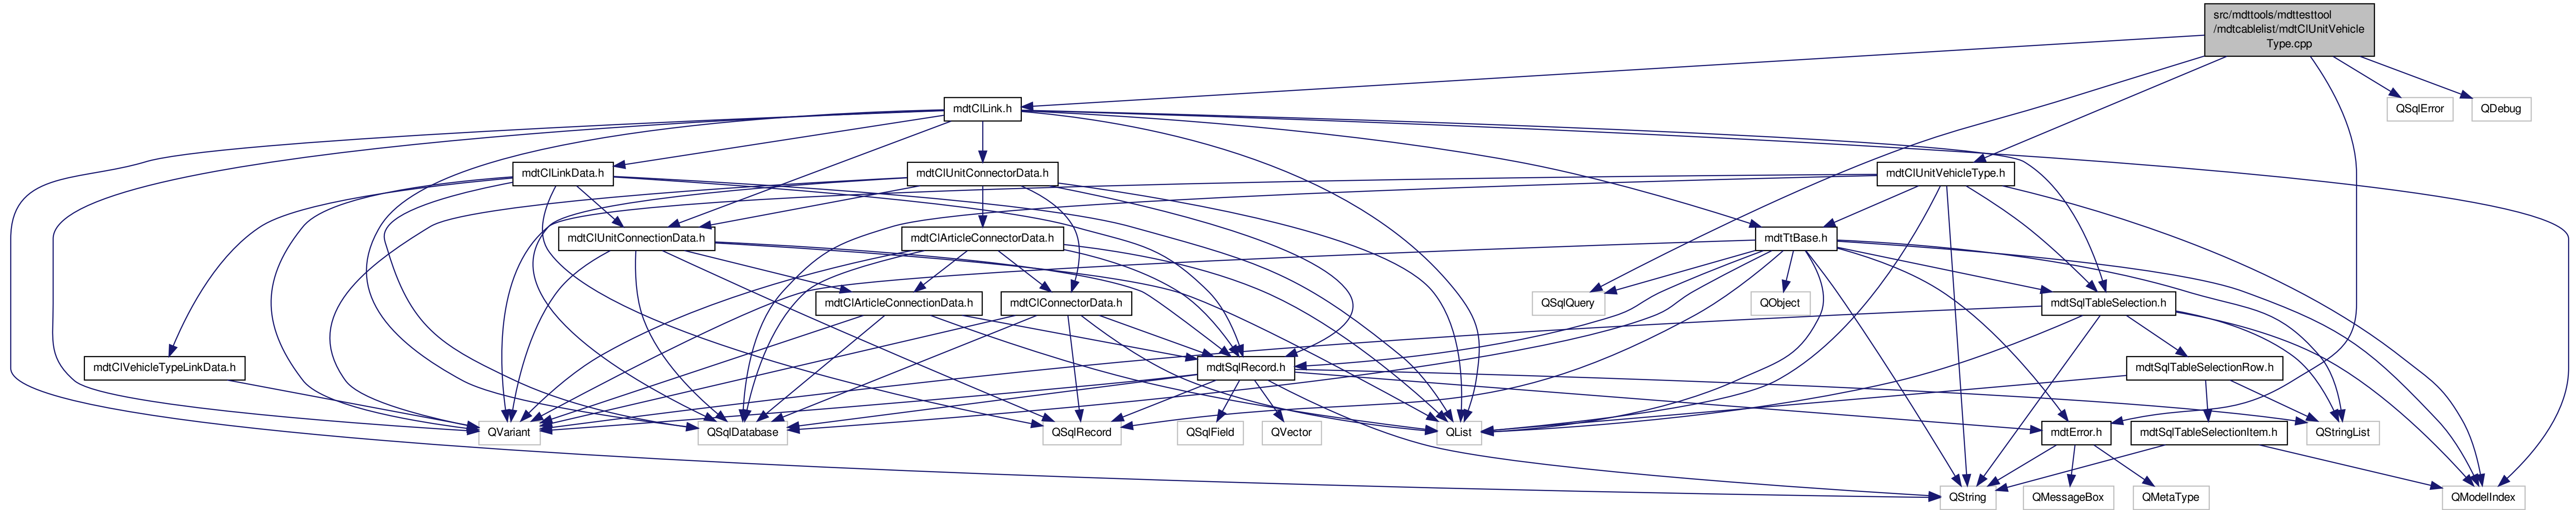 src/mdttools/mdttesttool
/mdtcablelist/mdtClUnitVehicle
Type.cpp
mdtClLink.h
QSqlError
QDebug
mdtClLinkData.h
mdtClUnitConnectorData.h
mdtClUnitVehicleType.h
mdtClUnitConnectionData.h
mdtClArticleConnectorData.h
mdtTtBase.h
mdtClArticleConnectionData.h
mdtClConnectorData.h
QSqlQuery
QObject
mdtSqlTableSelection.h
mdtClVehicleTypeLinkData.h
mdtSqlRecord.h
mdtSqlTableSelectionRow.h
QVariant
QSqlDatabase
QSqlRecord
QSqlField
QVector
QList
mdtError.h
mdtSqlTableSelectionItem.h
QStringList
QString
QMessageBox
QMetaType
QModelIndex